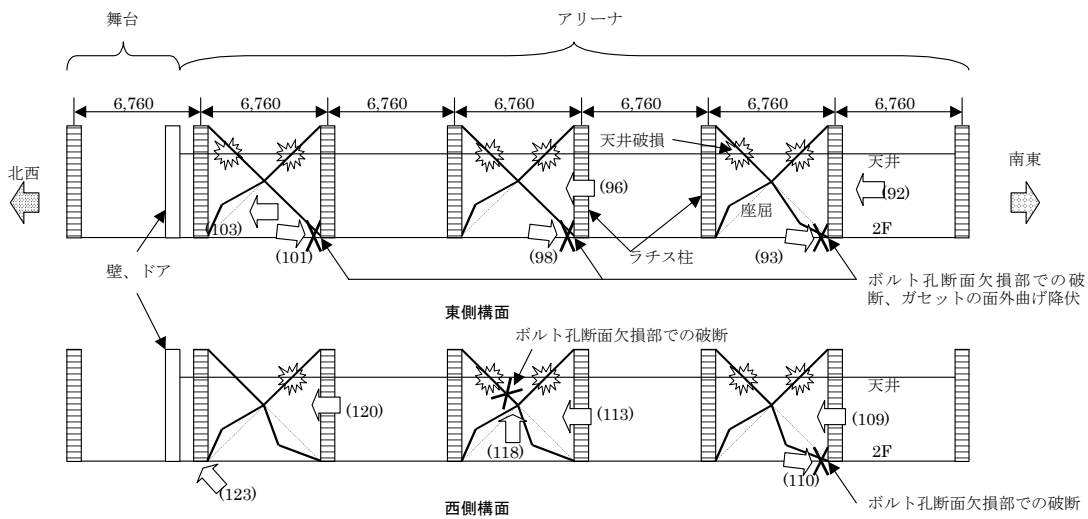 舞台
アリーナ
6,760
6,760
6,760
6,760
6,760
6,760
6,760
天井破損
北西
天井
南東
(96)
(92)
座屈
(103)
2F
(101)
(98)
ラチス柱
(93)
壁、ドア
ボルト孔断面欠損部での破
断、ガセットの面外曲げ降伏
東側構面
ボルト孔断面欠損部での破断
天井
(120)
(113)
(109)
(118)
2F
(123)
(110)
ボルト孔断面欠損部での破断
西側構面